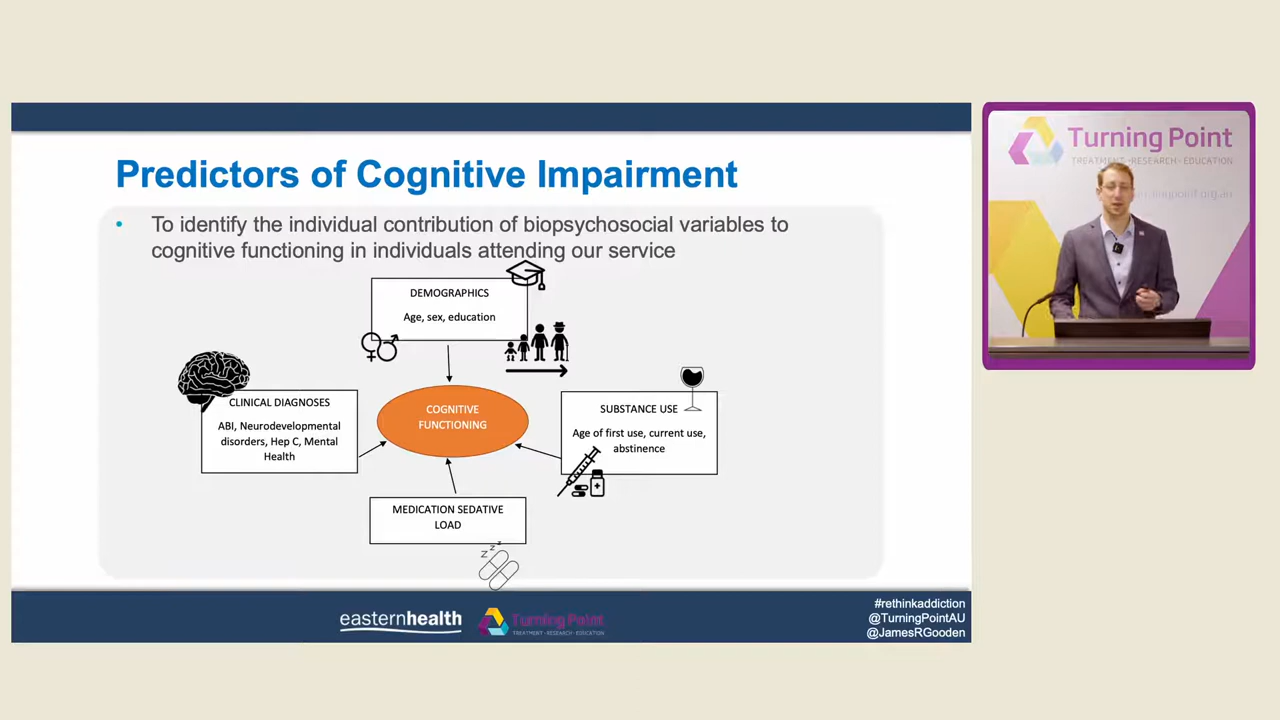 Predictors of Cognitive Impairment
• To identify the individual contribution of biopsychosocial variables to
cognitive functioning in individuals attending our service
DEMOGRAPHICS
Age, sex, education
CLINICAL DIAGNOSES
ABI, Neurodevelopmental
disorders, Hep C, Mental
Health
COGNITIVE
FUNCTIONING
SUBSTANCE USE
Age of first use, current use,
abstinence
MEDICATION SEDATIVE
LOAD
z z z
easternhealth
Turning Point
TREATMENT • RESEARCH • EDUCATION
#rethinkaddiction
@TurningPointAU
@JamesRGooden
Turning Point
TREATMENT • RESEARCH • EDUCATION